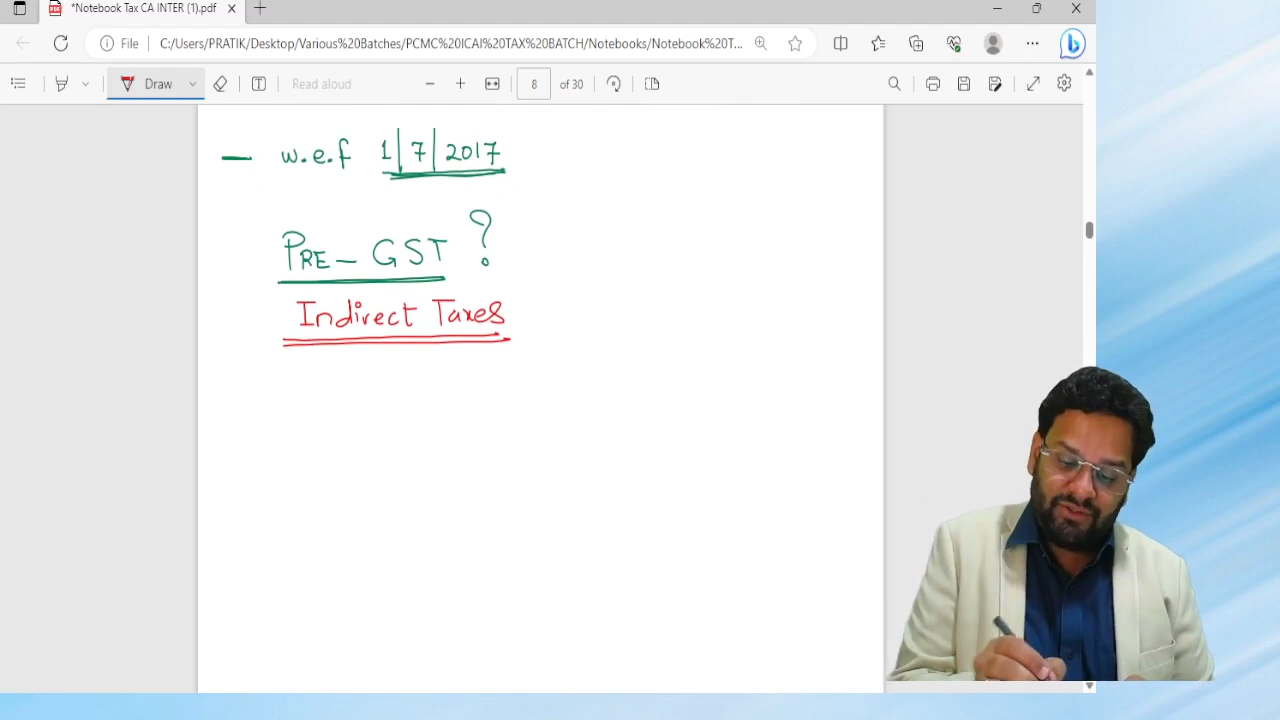 *Notebook Tax CA INTER (1).pdf
File C:/Users/PRATIK/Desktop/Various%20Batches/PCMC%20ICAI%20TAX%20BATCH/Notebooks/Notebook%20T...
Draw Read aloud 8 of 30
— w.e.f 1/7/2017
PRE - GST ?
Indirect Taxes